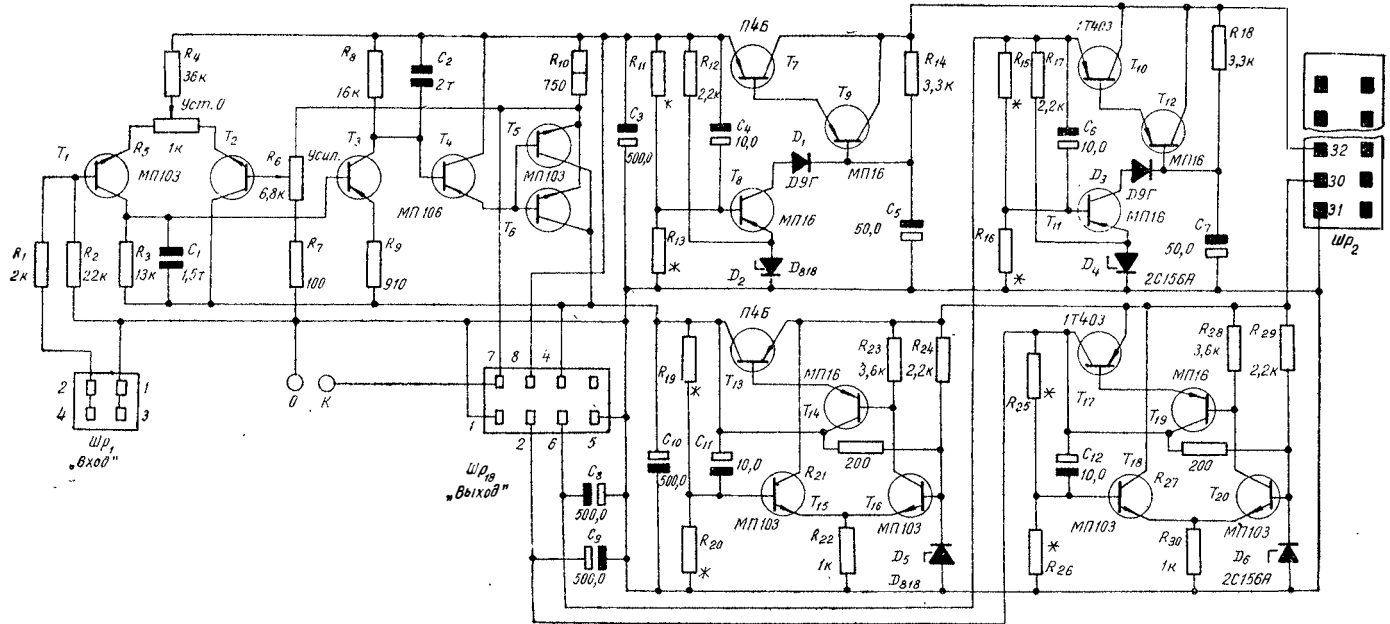 R4
36к
Уст. 0
R5
1к
T1
МП103
T2
R6
6,8к
Усил.
R1
2к
R2
22к
R3
13к
C1
1,5т
R7
100
R8
16к
C2
2т
T3
T4
МП106
R9
910
R10
750
T5
МП103
T6
C3
500,0
R11
*
R12
2,2к
П4Б
T7
C4
10,0
T9
МП16
D1
Д9Г
T8
МП16
R13
*
D2
D818
R14
3,3к
C5
50,0
R15
*
R17
2,2к
1Т403
T10
C6
10,0
T12
МП16
D3
Д9Г
T11
МП16
R16
*
D4
2С156А
R18
3,3к
C7
50,0
32
30
31
Шр2
2
1
4
3
Шр1
„Вход"
0
К
7
8
4
1
2
6
5
Шр1а
„Выход"
C8
500,0
C9
500,0
C10
500,0
R19
*
C11
10,0
П4Б
T13
R23
3,6к
R24
2,2к
МП16
T14
200
R21
T15
МП103
T16
МП103
R20
*
R22
1к
D5
D818
1Т403
T17
R25
*
R28
3,6к
R29
2,2к
МП16
T19
200
C12
10,0
T18
R27
МП103
T20
МП103
*
R26
R30
1к
D6
2С156А